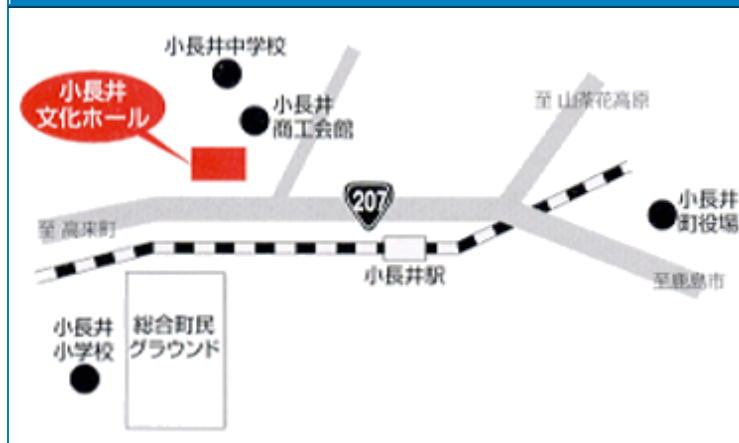 小長井中学校
小長井
文化ホール
小長井
商工会館
至 山茶花高原
207
小長井
町役場
至 高来町
小長井駅
至鹿島市
小長井
小学校
総合町民
グラウンド